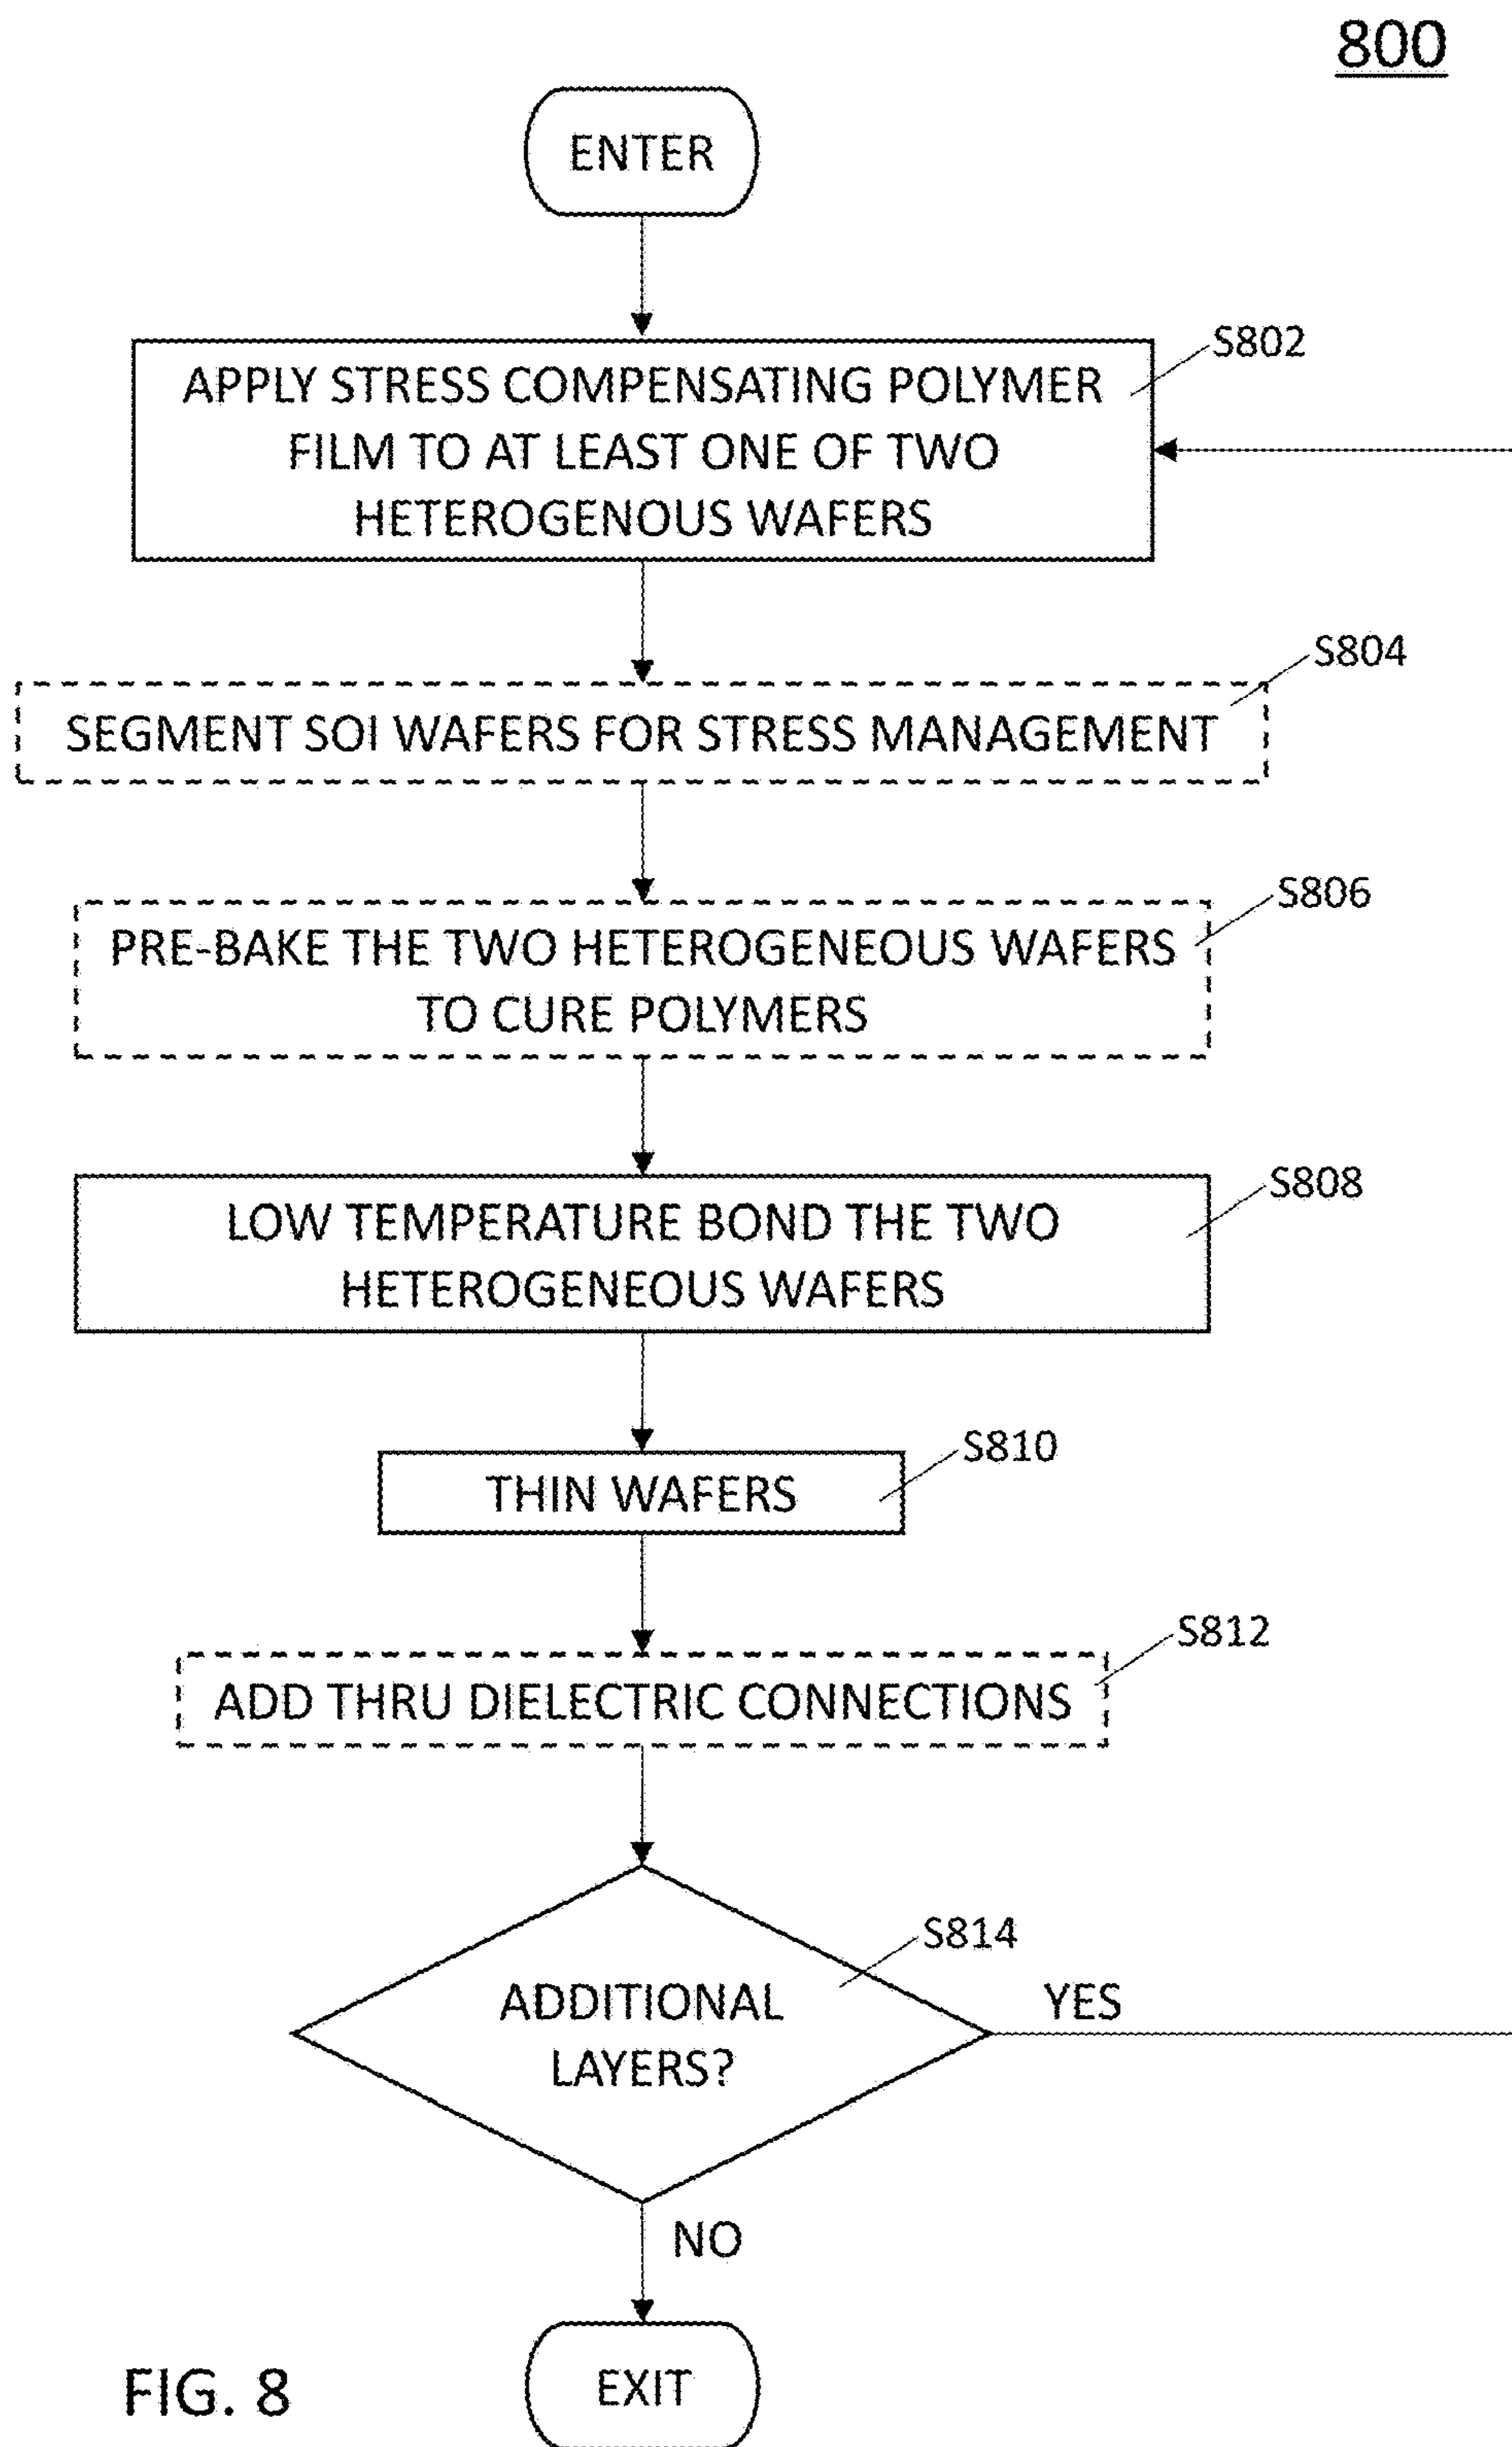 800
ENTER
S802
APPLY STRESS COMPENSATING POLYMER
FILM TO AT LEAST ONE OF TWO
HETEROGENOUS WAFERS
S804
SEGMENT SOI WAFERS FOR STRESS MANAGEMENT
S806
PRE-BAKE THE TWO HETEROGENEOUS WAFERS
TO CURE POLYMERS
S808
LOW TEMPERATURE BOND THE TWO
HETEROGENEOUS WAFERS
S810
THIN WAFERS
S812
ADD THRU DIELECTRIC CONNECTIONS
S814
ADDITIONAL
LAYERS?
YES
NO
EXIT
FIG. 8